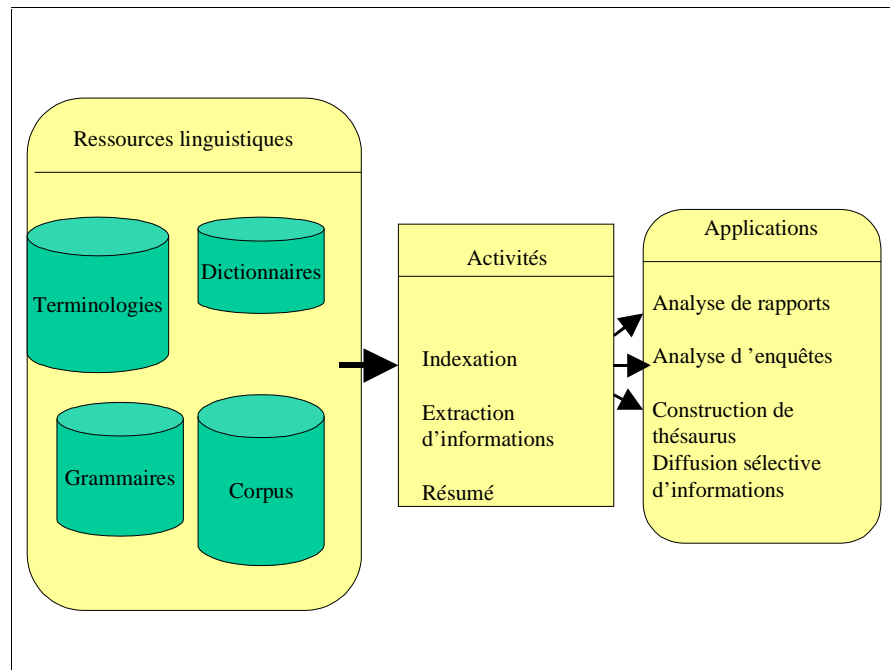 Ressources linguistiques
Terminologies
Dictionnaires
Grammaires
Corpus
Activités
Indexation
Extraction
d’informations
Résumé
Applications
Analyse de rapports
Analyse d ’enquêtes
Construction de
thésaurus
Diffusion sélective
d’informations